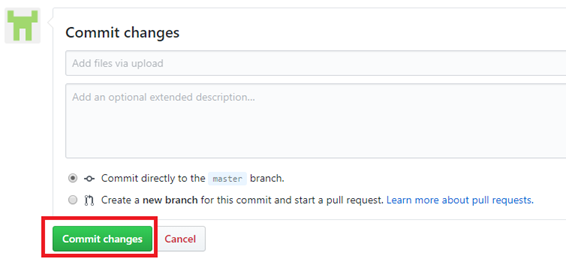 Commit changes
Add files via upload
Add an optional extended description...
Commit directly to the master branch.
Create a new branch for this commit and start a pull request. Learn more about pull requests.
Commit changes Cancel